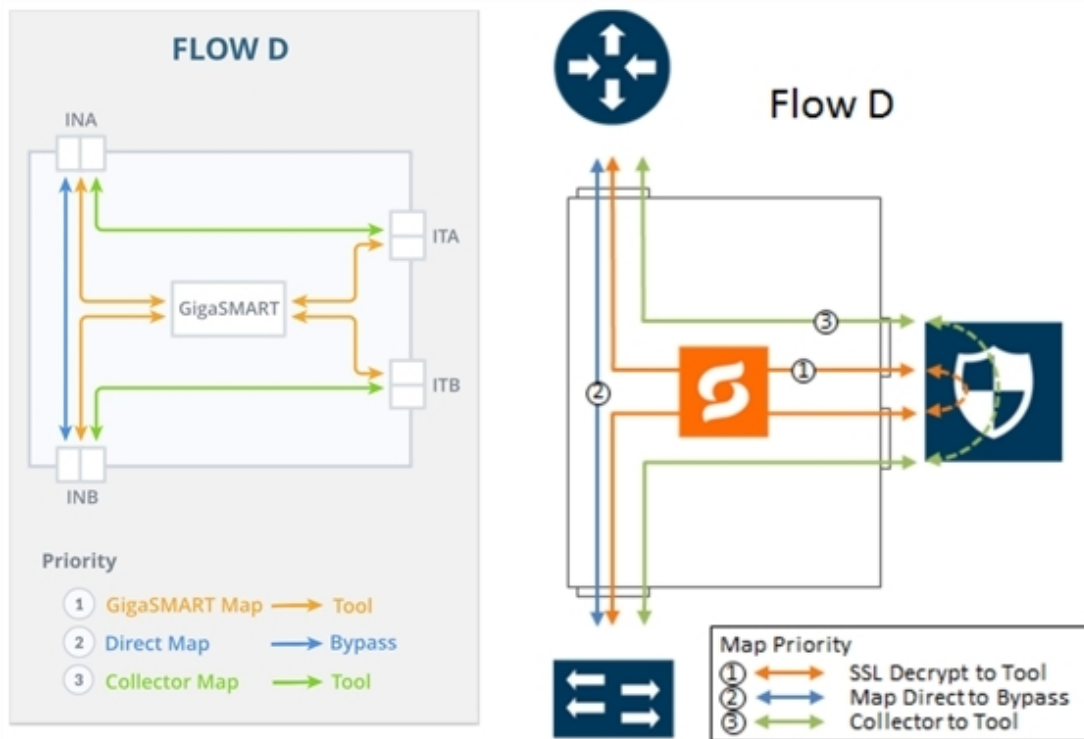 FLOW D
INA
ITA
GigaSMART
ITB
INB
Priority
1 GigaSMART Map Tool
2 Direct Map Bypass
3 Collector Map Tool
Flow D
3
1
2
Map Priority
1 SSL Decrypt to Tool
2 Map Direct to Bypass
3 Collector to Tool